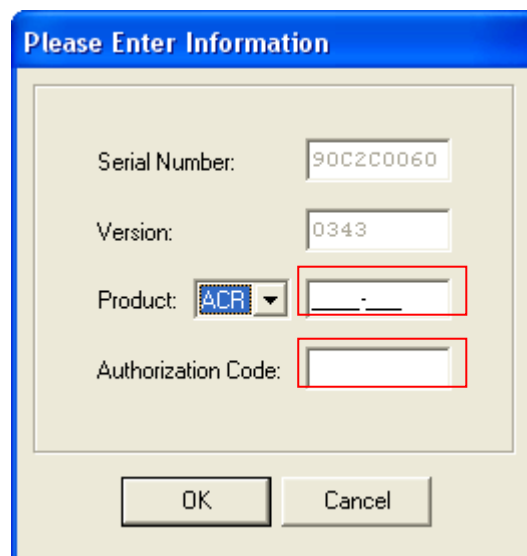 Please Enter Information
Serial Number: 90C2C0060
Version: 0343
Product: ACR ____-___
Authorization Code:
OK Cancel